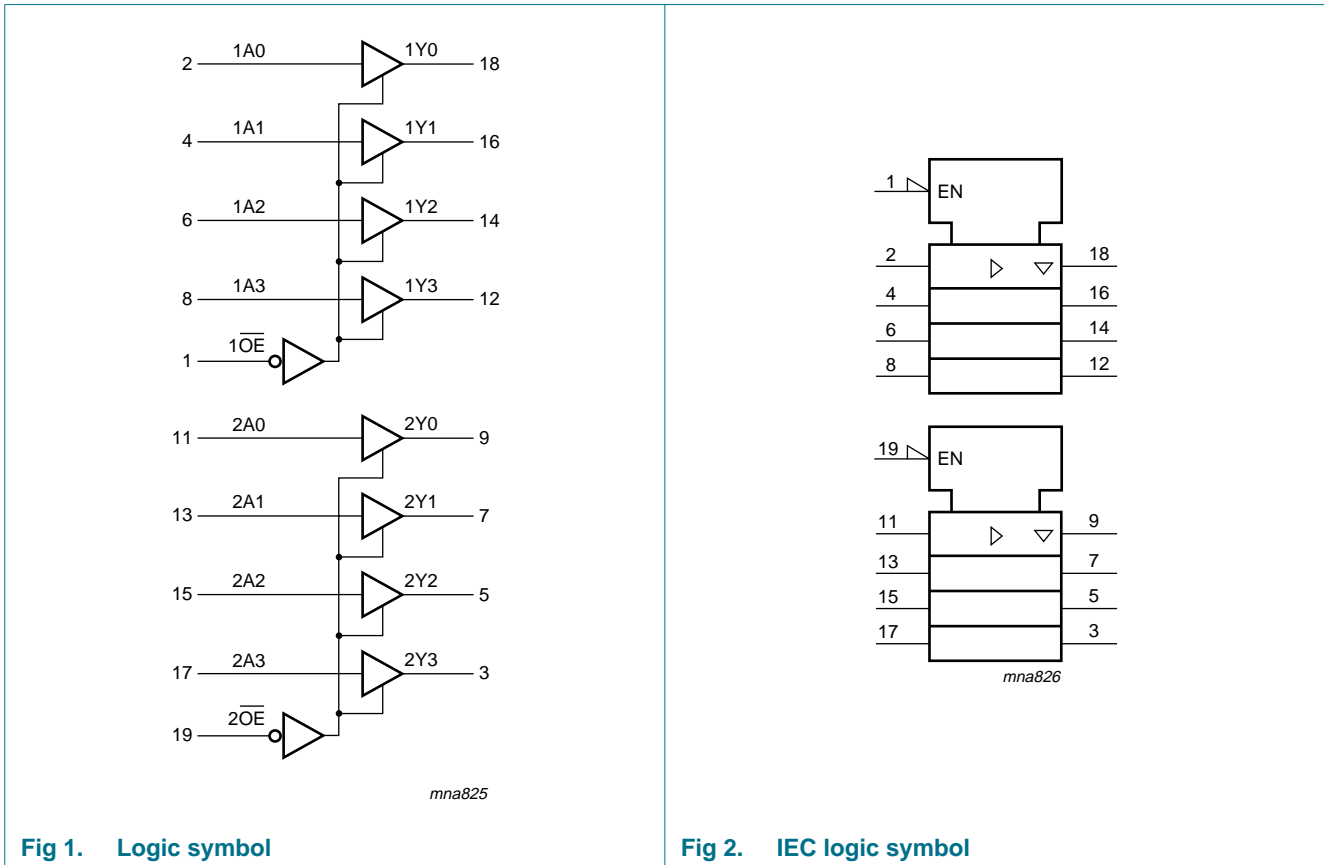 2 1A0 1Y0 18
4 1A1 1Y1 16
6 1A2 1Y2 14
8 1A3 1Y3 12
1 1O̅E̅
11 2A0 2Y0 9
13 2A1 2Y1 7
15 2A2 2Y2 5
17 2A3 2Y3 3
19 2O̅E̅
mna825
Fig 1. Logic symbol
1 EN
2 18
4 16
6 14
8 12
19 EN
11 9
13 7
15 5
17 3
mna826
Fig 2. IEC logic symbol